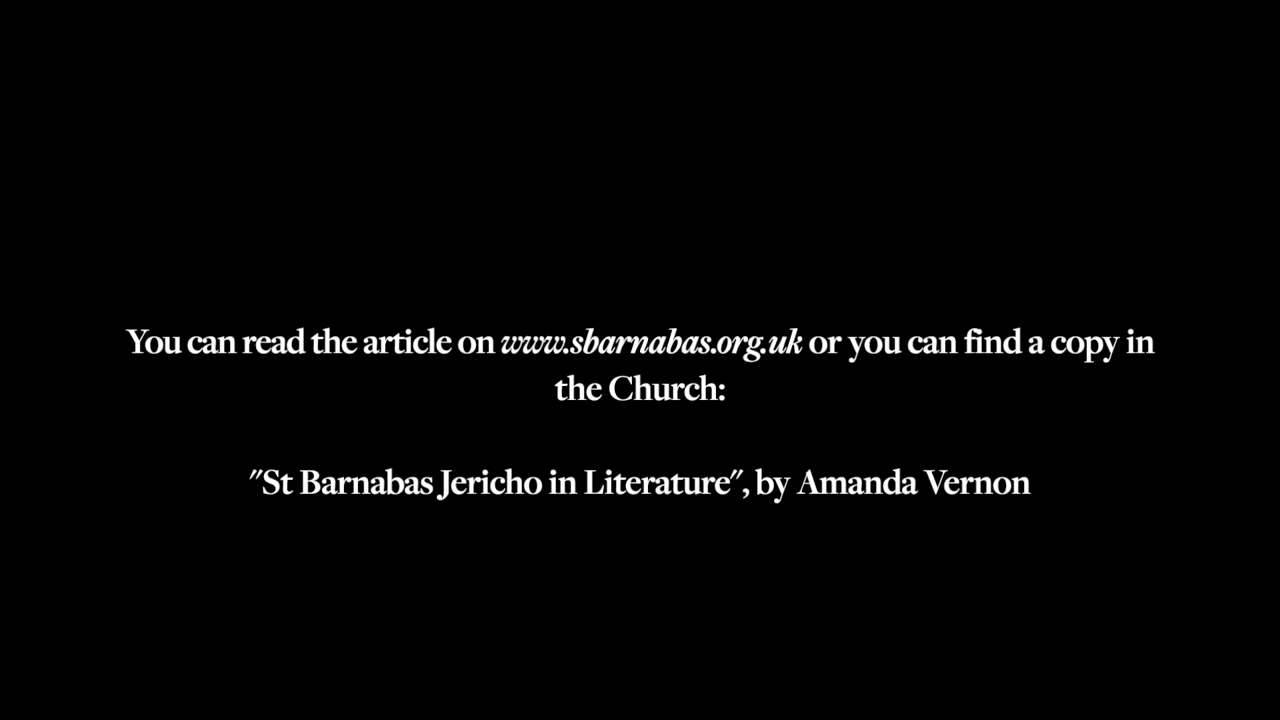 You can read the article on www.sbarnabas.org.uk or you can find a copy in
the Church:
"St Barnabas Jericho in Literature", by Amanda Vernon